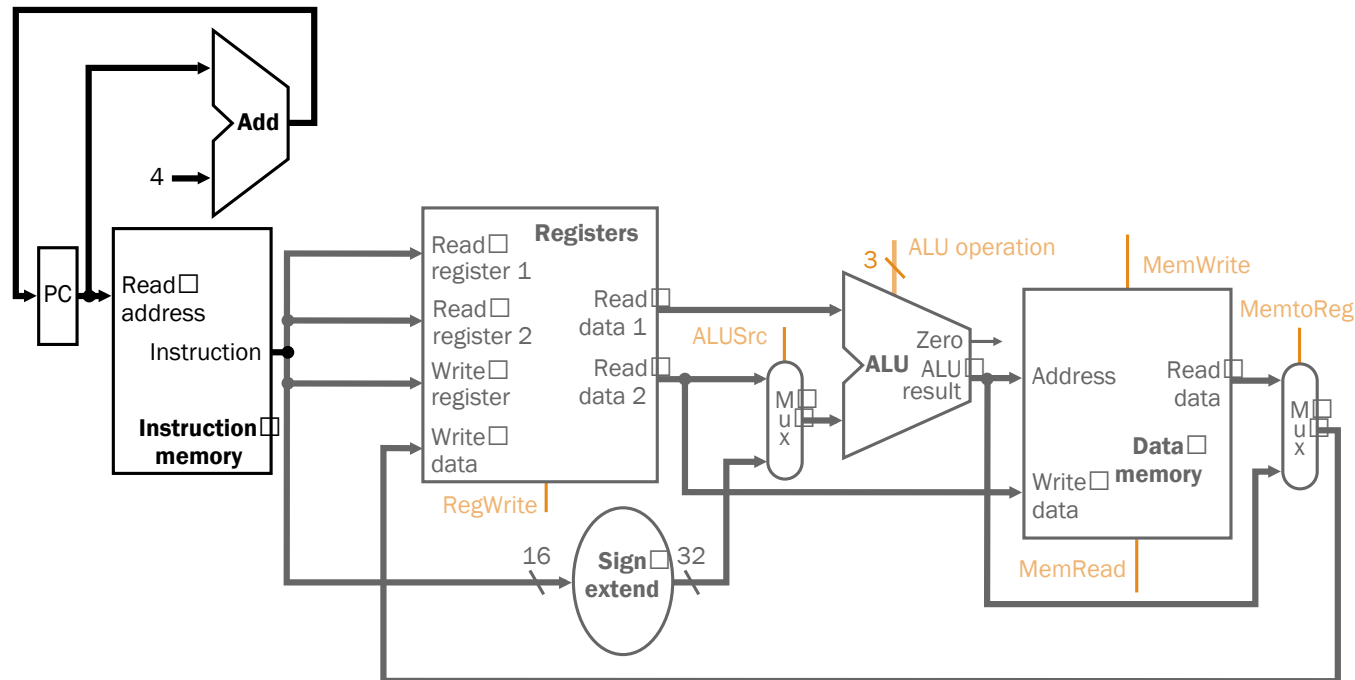 Add
4
PC
Read
address
Instruction
Instruction
memory
Registers
Read
register 1
Read
register 2
Write
register
Write
data
Read
data 1
Read
data 2
RegWrite
16
Sign
extend
32
ALUSrc
M
u
x
3
ALU operation
Zero
ALU
ALU
result
MemWrite
Address
Read
data
Data
memory
Write
data
MemRead
MemtoReg
M
u
x